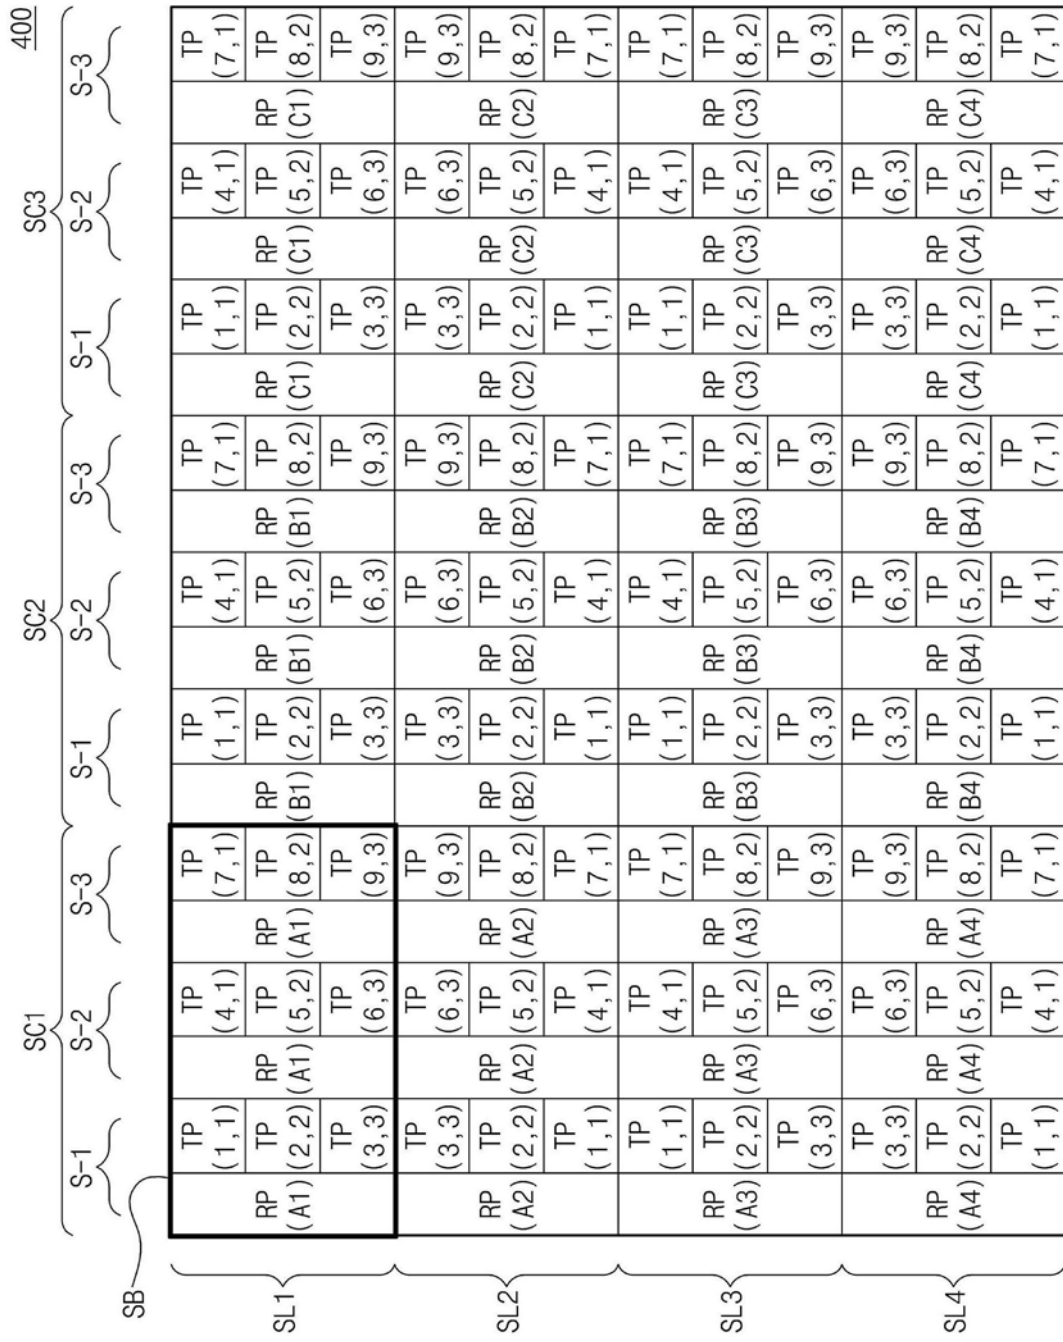 400
SC1 SC2 SC3
S-1 S-2 S-3 S-1 S-2 S-3 S-1 S-2 S-3
SB
TP TP TP TP TP TP TP TP TP
(1,1) (4,1) (7,1) (1,1) (4,1) (7,1) (1,1) (4,1) (7,1)
SL1
RP TP RP TP RP TP RP TP RP TP RP TP RP TP RP TP RP TP
(A1) (2,2) (A1) (5,2) (A1) (8,2) (B1) (2,2) (B1) (5,2) (B1) (8,2) (C1) (2,2) (C1) (5,2) (C1) (8,2)
TP TP TP TP TP TP TP TP TP
(3,3) (6,3) (9,3) (3,3) (6,3) (9,3) (3,3) (6,3) (9,3)
TP TP TP TP TP TP TP TP TP
(3,3) (6,3) (9,3) (3,3) (6,3) (9,3) (3,3) (6,3) (9,3)
SL2
RP TP RP TP RP TP RP TP RP TP RP TP RP TP RP TP RP TP
(A2) (2,2) (A2) (5,2) (A2) (8,2) (B2) (2,2) (B2) (5,2) (B2) (8,2) (C2) (2,2) (C2) (5,2) (C2) (8,2)
TP TP TP TP TP TP TP TP TP
(1,1) (4,1) (7,1) (1,1) (4,1) (7,1) (1,1) (4,1) (7,1)
TP TP TP TP TP TP TP TP TP
(1,1) (4,1) (7,1) (1,1) (4,1) (7,1) (1,1) (4,1) (7,1)
SL3
RP TP RP TP RP TP RP TP RP TP RP TP RP TP RP TP RP TP
(A3) (2,2) (A3) (5,2) (A3) (8,2) (B3) (2,2) (B3) (5,2) (B3) (8,2) (C3) (2,2) (C3) (5,2) (C3) (8,2)
TP TP TP TP TP TP TP TP TP
(3,3) (6,3) (9,3) (3,3) (6,3) (9,3) (3,3) (6,3) (9,3)
TP TP TP TP TP TP TP TP TP
(3,3) (6,3) (9,3) (3,3) (6,3) (9,3) (3,3) (6,3) (9,3)
SL4
RP TP RP TP RP TP RP TP RP TP RP TP RP TP RP TP RP TP
(A4) (2,2) (A4) (5,2) (A4) (8,2) (B4) (2,2) (B4) (5,2) (B4) (8,2) (C4) (2,2) (C4) (5,2) (C4) (8,2)
TP TP TP TP TP TP TP TP TP
(1,1) (4,1) (7,1) (1,1) (4,1) (7,1) (1,1) (4,1) (7,1)